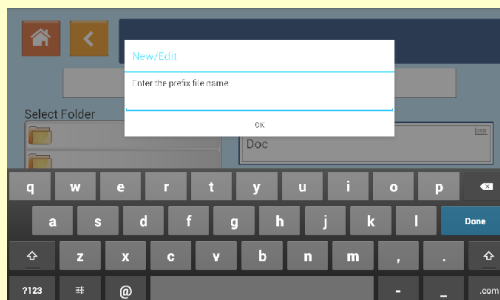 New/Edit
Enter the prefix file name
OK
Select Folder
Doc
q w e r t y u i o p
a s d f g h j k l Done
z x c v b n m , .
?123 @ - _ .com